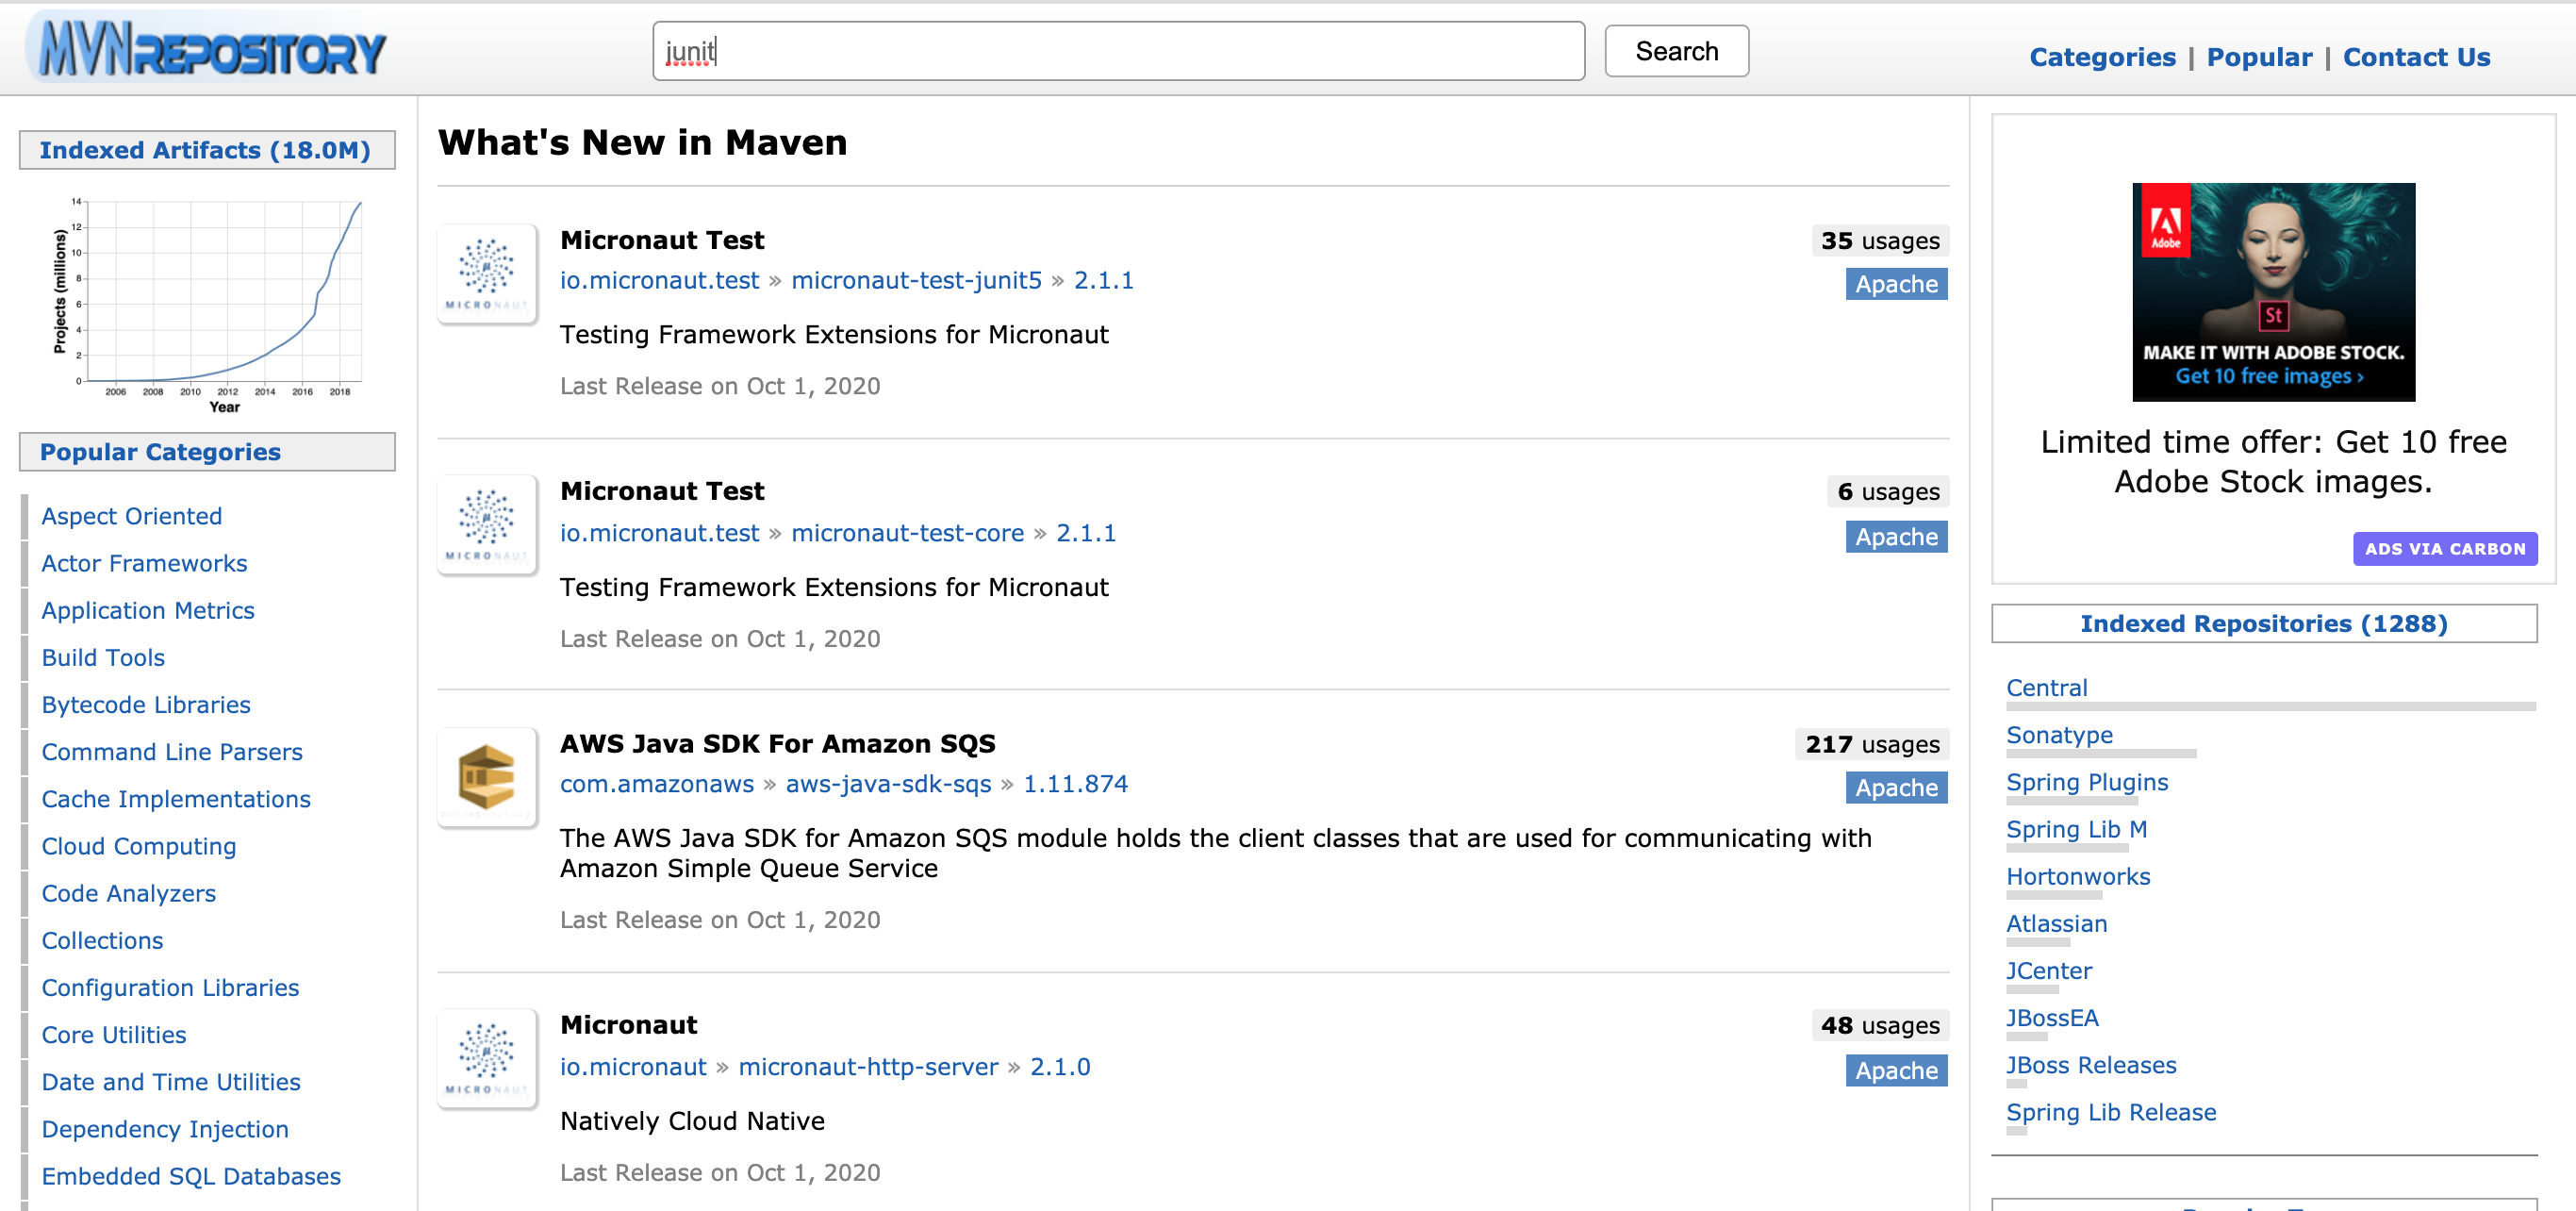 MVNREPOSITORY
junit
Search
Categories | Popular | Contact Us
Indexed Artifacts (18.0M)
Projects (millions)
14
12
10
8
6
4
2
0
2006 2008 2010 2012 2014 2016 2018
Year
Popular Categories
Aspect Oriented
Actor Frameworks
Application Metrics
Build Tools
Bytecode Libraries
Command Line Parsers
Cache Implementations
Cloud Computing
Code Analyzers
Collections
Configuration Libraries
Core Utilities
Date and Time Utilities
Dependency Injection
Embedded SQL Databases
What's New in Maven
MICRONAUT
Micronaut Test
35 usages
io.micronaut.test » micronaut-test-junit5 » 2.1.1
Apache
Testing Framework Extensions for Micronaut
Last Release on Oct 1, 2020
MICRONAUT
Micronaut Test
6 usages
io.micronaut.test » micronaut-test-core » 2.1.1
Apache
Testing Framework Extensions for Micronaut
Last Release on Oct 1, 2020
AWS Java SDK For Amazon SQS
217 usages
com.amazonaws » aws-java-sdk-sqs » 1.11.874
Apache
The AWS Java SDK for Amazon SQS module holds the client classes that are used for communicating with
Amazon Simple Queue Service
Last Release on Oct 1, 2020
MICRONAUT
Micronaut
48 usages
io.micronaut » micronaut-http-server » 2.1.0
Apache
Natively Cloud Native
Last Release on Oct 1, 2020
Adobe
St
MAKE IT WITH ADOBE STOCK.
Get 10 free images ›
Limited time offer: Get 10 free
Adobe Stock images.
ADS VIA CARBON
Indexed Repositories (1288)
Central
Sonatype
Spring Plugins
Spring Lib M
Hortonworks
Atlassian
JCenter
JBossEA
JBoss Releases
Spring Lib Release